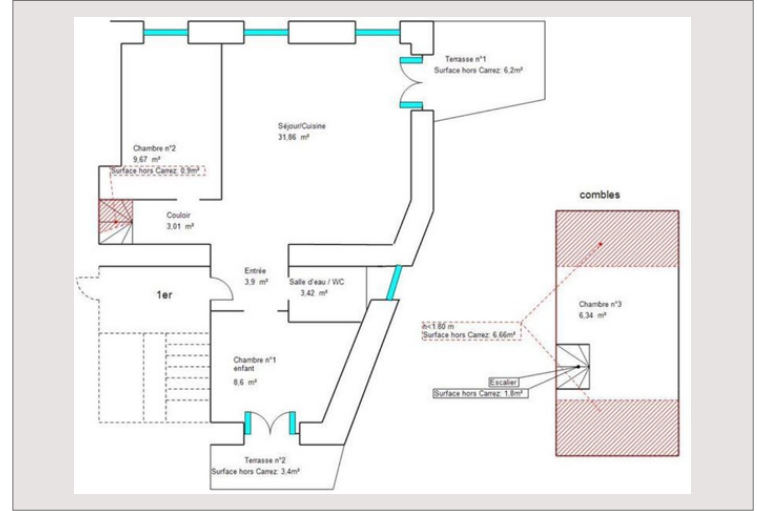 Terrasse n°1
Surface hors Carrez: 6,2m²
Séjour/Cuisine
31,86 m²
Chambre n°2
9,67 m²
Surface hors Carrez: 0.9m²
combles
Couloir
3,01 m²
Entrée
3,9 m²
Salle d'eau / WC
3,42 m²
1er
Chambre n°3
6,34 m²
h<1.80 m
Surface hors Carrez: 6.66m²
Chambre n°1
enfant
8,6 m²
Escalier
Surface hors Carrez: 1.8m²
Terrasse n°2
Surface hors Carrez: 3.4m²